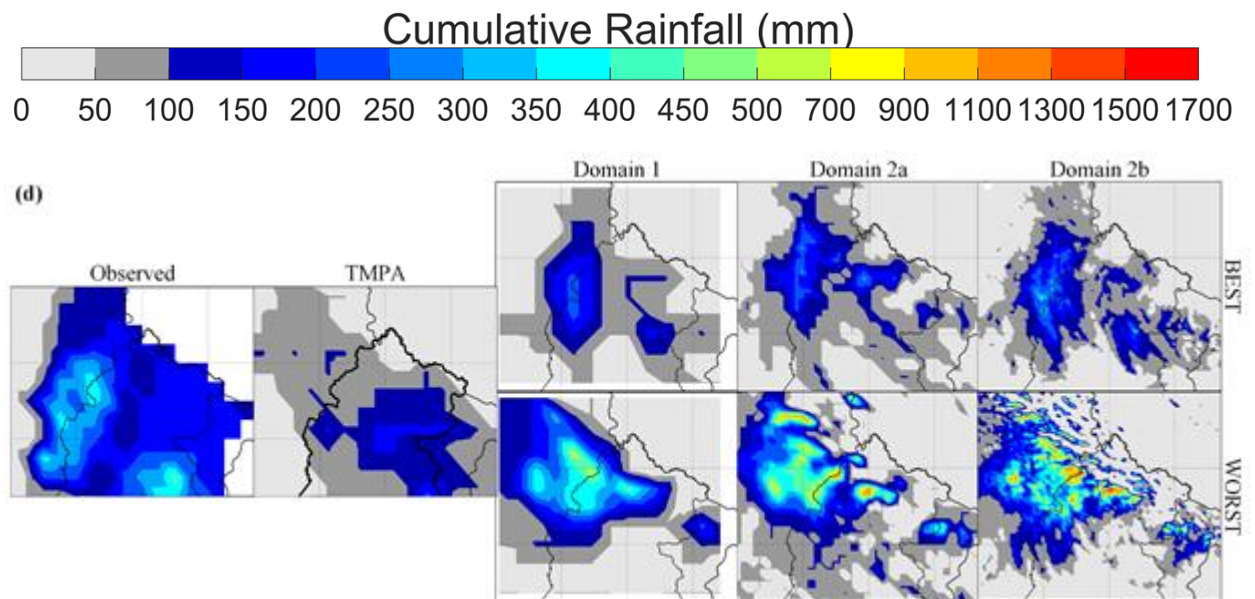 Cumulative Rainfall (mm)
0 50 100 150 200 250 300 350 400 450 500 700 900 1100 1300 1500 1700
Domain 1 Domain 2a Domain 2b
(d)
Observed TMPA
BEST
WORST